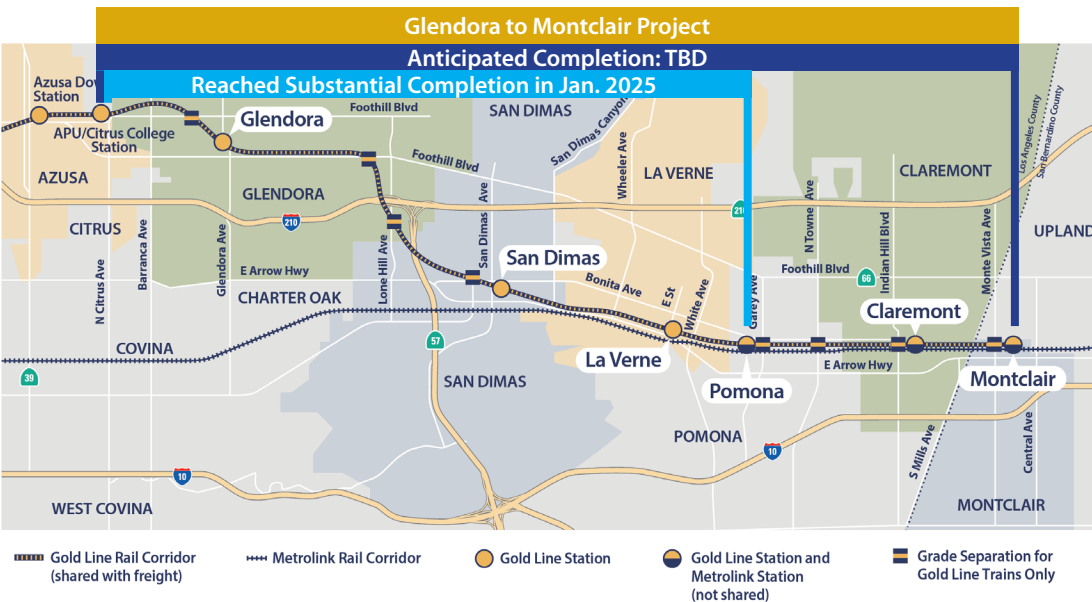 Glendora to Montclair Project
Anticipated Completion: TBD
Reached Substantial Completion in Jan. 2025
Azusa Dow
Station
APU/Citrus College
Station
Glendora
Foothill Blvd
SAN DIMAS
San Dimas Canyon
Foothill Blvd
Wheeler Ave
LA VERNE
CLAREMONT
Los Angeles County
San Bernardino County
AZUSA
GLENDORA
210
210
CITRUS
UPLAND
N Citrus Ave
Barranca Ave
Glendora Ave
E Arrow Hwy
Lone Hill Ave
San Dimas Ave
San Dimas
Bonita Ave
E St
White Ave
Garey Ave
N Towne Ave
Foothill Blvd
66
Indian Hill Blvd
Monte Vista Ave
CHARTER OAK
Claremont
COVINA
57
La Verne
E Arrow Hwy
39
SAN DIMAS
Pomona
Montclair
POMONA
10
S Mills Ave
Central Ave
10
WEST COVINA
MONTCLAIR
Gold Line Rail Corridor
(shared with freight)
Metrolink Rail Corridor
Gold Line Station
Gold Line Station and
Metrolink Station
(not shared)
Grade Separation for
Gold Line Trains Only